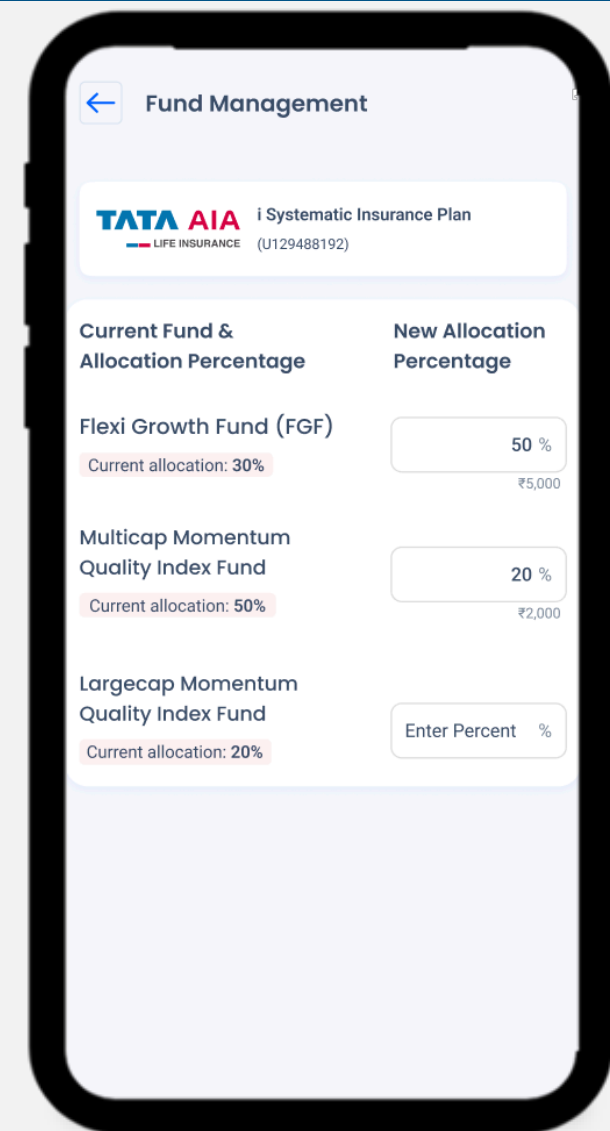 Fund Management
TATA AIA
LIFE INSURANCE
i Systematic Insurance Plan
(U129488192)
Current Fund &
Allocation Percentage
New Allocation
Percentage
Flexi Growth Fund (FGF)
Current allocation: 30%
50 %
₹5,000
Multicap Momentum
Quality Index Fund
Current allocation: 50%
20 %
₹2,000
Largecap Momentum
Quality Index Fund
Current allocation: 20%
Enter Percent %